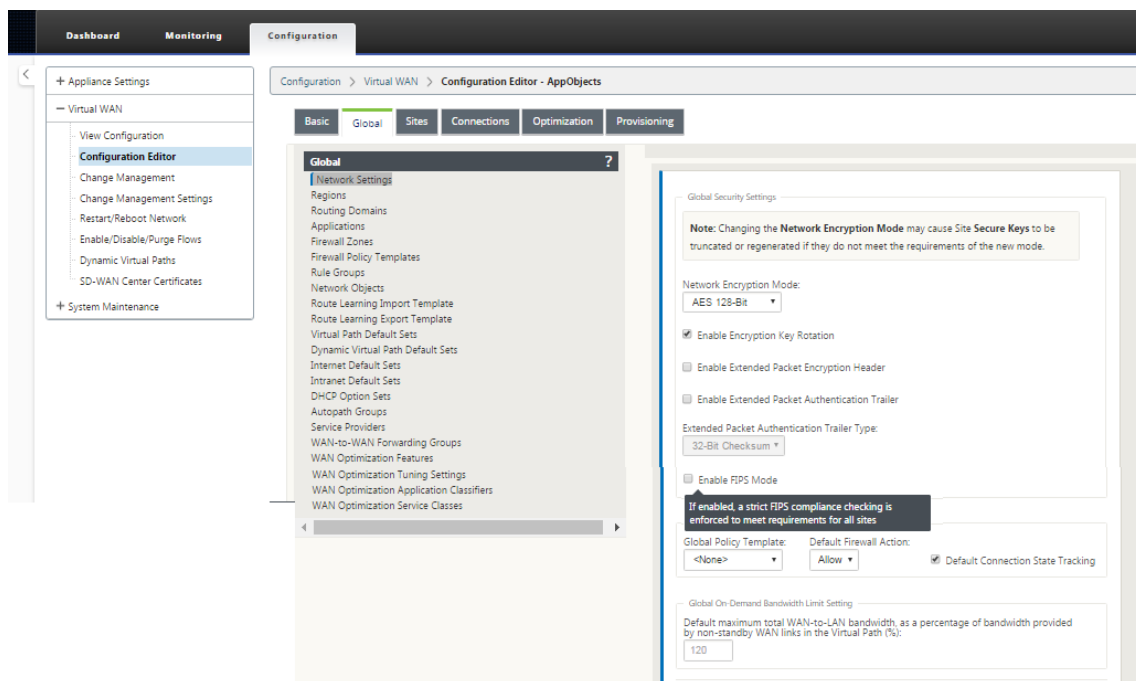 Dashboard
Monitoring
Configuration
+ Appliance Settings
− Virtual WAN
View Configuration
Configuration Editor
Change Management
Change Management Settings
Restart/Reboot Network
Enable/Disable/Purge Flows
Dynamic Virtual Paths
SD-WAN Center Certificates
+ System Maintenance
Configuration > Virtual WAN > Configuration Editor - AppObjects
Basic
Global
Sites
Connections
Optimization
Provisioning
Global ?
Network Settings
Regions
Routing Domains
Applications
Firewall Zones
Firewall Policy Templates
Rule Groups
Network Objects
Route Learning Import Template
Route Learning Export Template
Virtual Path Default Sets
Dynamic Virtual Path Default Sets
Internet Default Sets
Intranet Default Sets
DHCP Option Sets
Autopath Groups
Service Providers
WAN-to-WAN Forwarding Groups
WAN Optimization Features
WAN Optimization Tuning Settings
WAN Optimization Application Classifiers
WAN Optimization Service Classes
Global Security Settings
Note: Changing the Network Encryption Mode may cause Site Secure Keys to be
truncated or regenerated if they do not meet the requirements of the new mode.
Network Encryption Mode:
AES 128-Bit
Enable Encryption Key Rotation
Enable Extended Packet Encryption Header
Enable Extended Packet Authentication Trailer
Extended Packet Authentication Trailer Type:
32-Bit Checksum
Enable FIPS Mode
If enabled, a strict FIPS compliance checking is
enforced to meet requirements for all sites
Global Policy Template:
Default Firewall Action:
<None>
Allow
Default Connection State Tracking
Global On-Demand Bandwidth Limit Setting
Default maximum total WAN-to-LAN bandwidth, as a percentage of bandwidth provided
by non-standby WAN links in the Virtual Path (%):
120